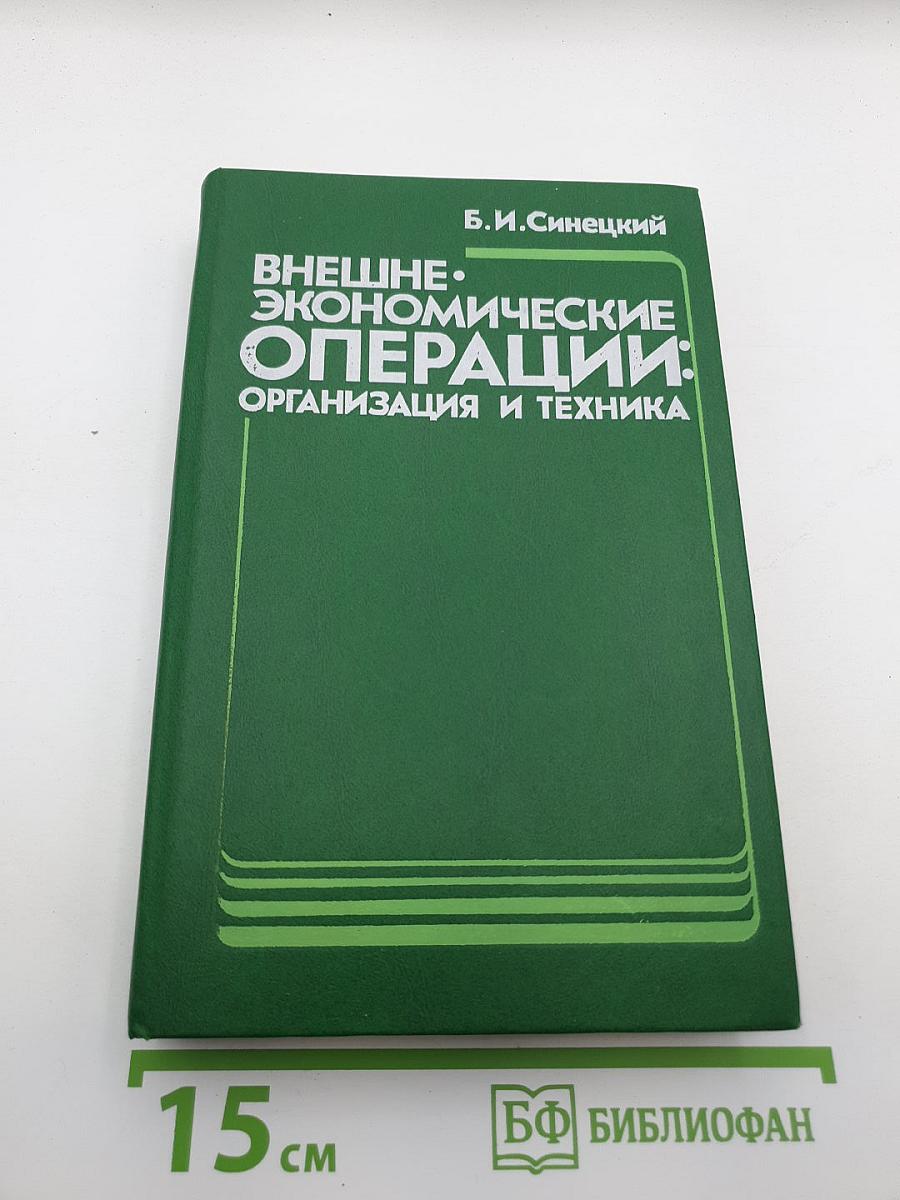 Б.И.Синецкий
ВНЕШНЕ-
ЭКОНОМИЧЕСКИЕ
ОПЕРАЦИИ:
ОРГАНИЗАЦИЯ И ТЕХНИКА
15 см
БФ БИБЛИОФАН